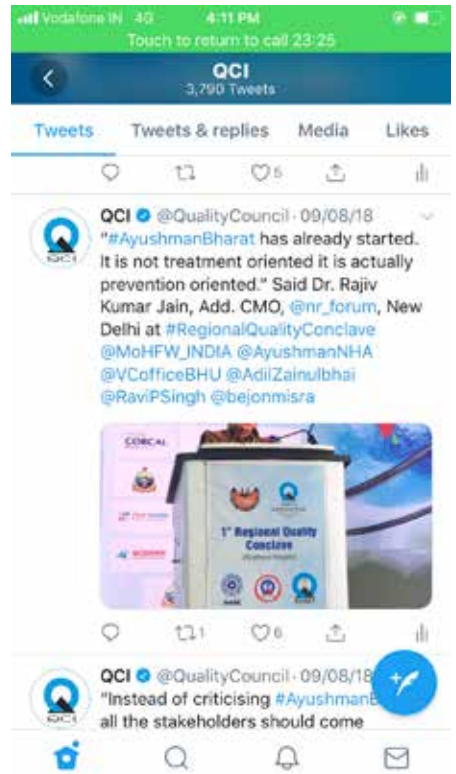 Vodafone IN 4G 4:11 PM
Touch to return to call 23:25
QCI
3,790 Tweets
Tweets Tweets & replies Media Likes
6
QCI @QualityCouncil · 09/08/18
"#AyushmanBharat has already started.
It is not treatment oriented it is actually
prevention oriented." Said Dr. Rajiv
Kumar Jain, Add. CMO, @nr_forum, New
Delhi at #RegionalQualityConclave
@MoHFW_INDIA @AyushmanNHA
@VCofficeBHU @AdilZainulbhai
@RaviPSingh @bejonmisra
QCI
1st Regional Quality
Conclave
1 6
QCI @QualityCouncil · 09/08/18
"Instead of criticising #AyushmanB
all the stakeholders should come
QCI